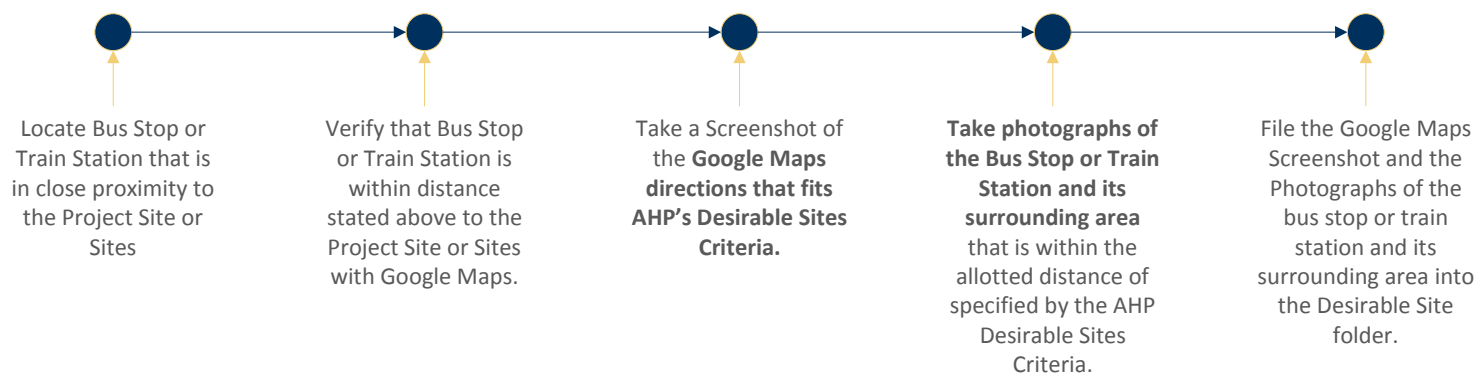 Locate Bus Stop or
Train Station that is
in close proximity to
the Project Site or
Sites
Verify that Bus Stop
or Train Station is
within distance
stated above to the
Project Site or Sites
with Google Maps.
Take a Screenshot of
the Google Maps
directions that fits
AHP’s Desirable Sites
Criteria.
Take photographs of
the Bus Stop or Train
Station and its
surrounding area
that is within the
allotted distance of
specified by the AHP
Desirable Sites
Criteria.
File the Google Maps
Screenshot and the
Photographs of the
bus stop or train
station and its
surrounding area into
the Desirable Site
folder.